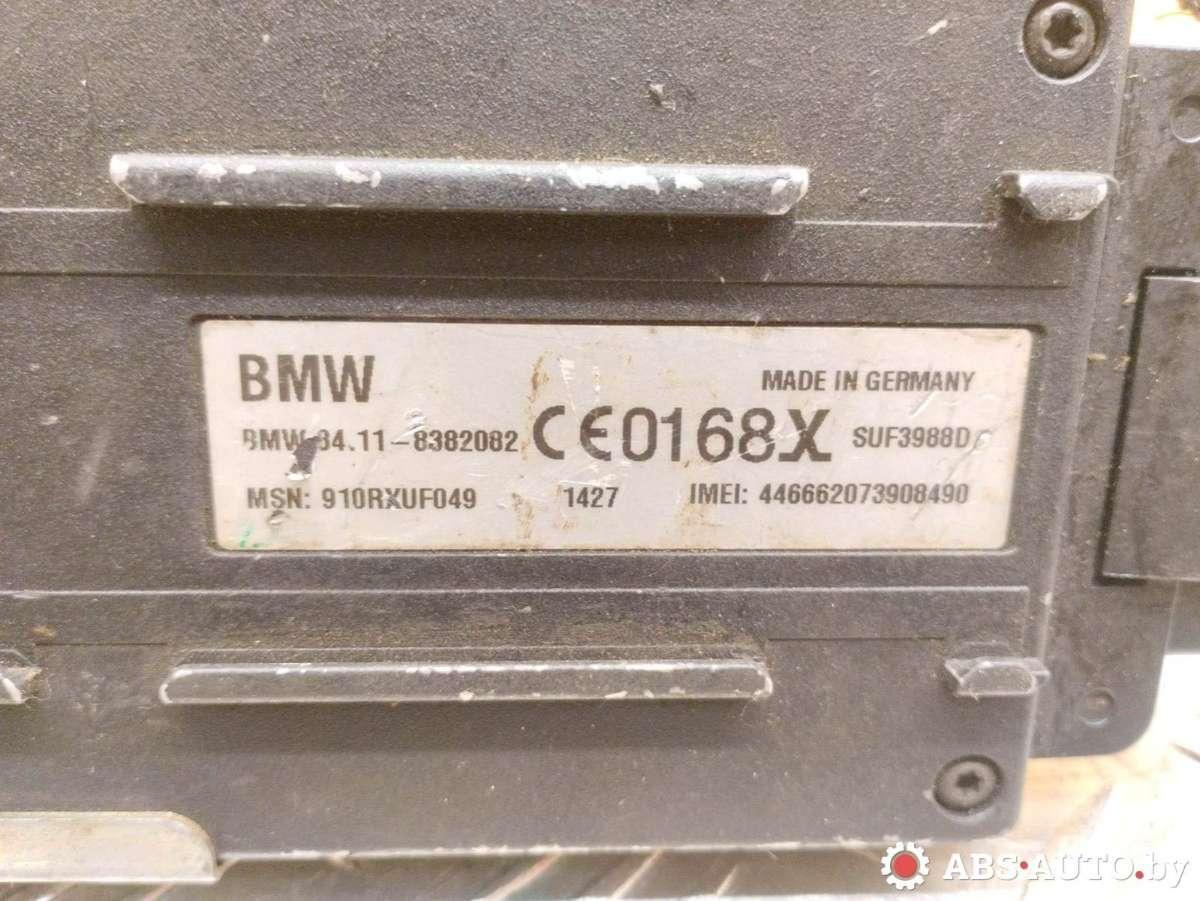 BMW
MADE IN GERMANY
BMW 84.11-8382082 CE0168X SUF3988D
MSN: 910RXUF049 1427 IMEI: 446662073908490
ABS-AUTO.by